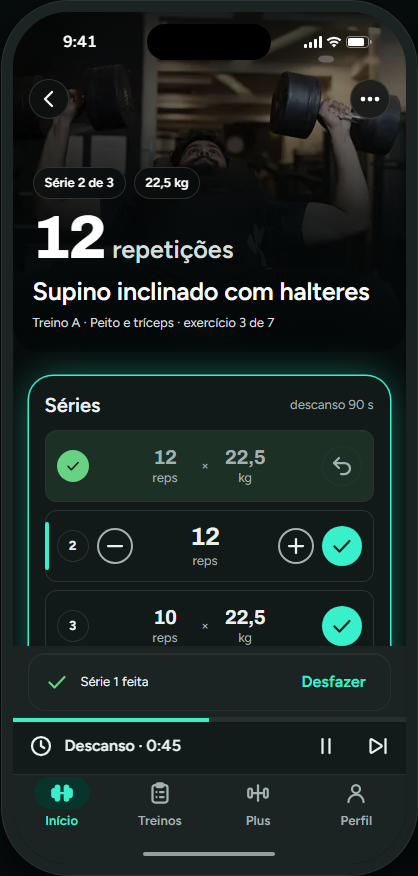 9:41
Série 2 de 3
22,5 kg
12 repetições
Supino inclinado com halteres
Treino A · Peito e tríceps · exercício 3 de 7
Séries
descanso 90 s
12 × 22,5
reps kg
2
12
reps
3
10 × 22,5
reps kg
Série 1 feita
Desfazer
Descanso · 0:45
Início
Treinos
Plus
Perfil